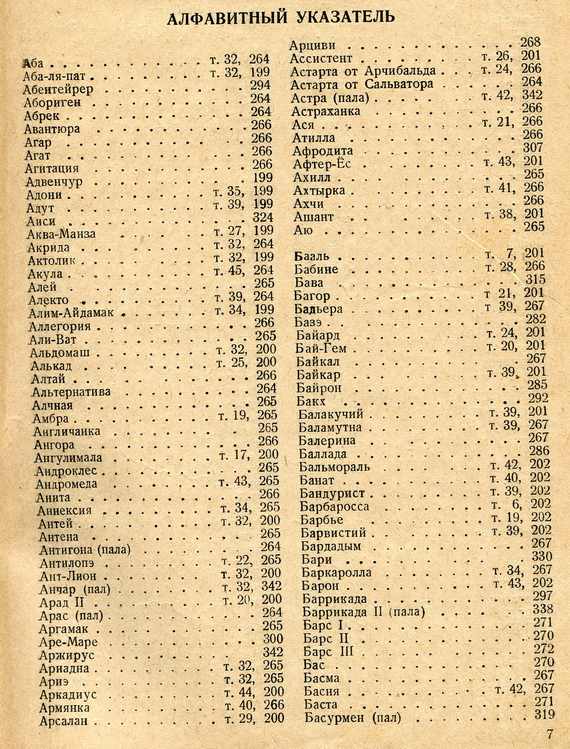 АЛФАВИТНЫЙ УКАЗАТЕЛЬ
Аба . . . т. 32, 264
Аба-ля-пат . . . т. 32, 199
Абентейрер . . . 294
Абориген . . . 264
Абрек . . . 264
Авантюра . . . 266
Агар . . . 266
Агат . . . 266
Агитация . . . 266
Адвенчур . . . 199
Адони . . . т. 35, 199
Адут . . . т. 39, 199
Аиси . . . 324
Аква-Манза . . . т. 27, 199
Акрида . . . т. 32, 264
Актолик . . . т. 32, 199
Акула . . . т. 45, 264
Алей . . . 265
Алекто . . . т. 39, 264
Алим-Айдамак . . . т. 34, 199
Аллегория . . . 266
Али-Ват . . . 265
Альдомаш . . . т. 32, 200
Алькад . . . т. 25, 200
Алтай . . . 266
Альтернатива . . . 264
Алчная . . . 265
Амбра . . . т. 19, 265
Англичанка . . . 265
Ангора . . . 266
Ангулимала . . . т. 17, 200
Андроклес . . . 265
Андромеда . . . т. 43, 265
Анита . . . 266
Аннексия . . . т. 34, 265
Антей . . . т. 32, 200
Антена . . . 265
Антигона (пала) . . . 264
Антилопэ . . . т. 22, 265
Ант-Лион . . . т. 32, 200
Анчар (пал) . . . т. 32, 342
Арад II . . . т. 20, 200
Арас (пал) . . . 264
Аргамак . . . 265
Аре-Маре . . . 300
Аржирус . . . 342
Ариадна . . . т. 32, 265
Ариэ . . . т. 32, 265
Аркадиус . . . т. 44, 200
Армянка . . . т. 40, 266
Арсалан . . . т. 29, 200
Арциви . . . 268
Ассистент . . . т. 26, 201
Астарта от Арчибальда . . . т. 24, 266
Астарта от Сальватора . . . 264
Астра (пала) . . . т. 42, 342
Астраханка . . . 266
Ася . . . т. 21, 266
Атилла . . . 266
Афродита . . . 307
Афтер-Ёс . . . т. 43, 201
Ахилл . . . 265
Ахтырка . . . т. 41, 266
Ахчи . . . 266
Ашант . . . т. 38, 201
Аю . . . 265
Бааль . . . т. 7, 201
Бабине . . . т. 28, 266
Бава . . . 315
Багор . . . т 21, 201
Бадьера . . . т 39, 267
Базэ . . . 282
Байард . . . т. 24, 201
Бай-Гем . . . т. 20, 201
Байкал . . . 267
Байкар . . . т. 39, 201
Байрон . . . 285
Бакх . . . 292
Балакучий . . . т. 39, 201
Баламутна . . . т. 39, 267
Балерина . . . 267
Баллада . . . 286
Бальмораль . . . т. 42, 202
Банат . . . т. 40, 202
Бандурист . . . т. 39, 202
Барбаросса . . . т. 6, 202
Барбье . . . т. 19, 202
Барвистий . . . т. 39, 202
Бардадым . . . 267
Бари . . . 330
Баркаролла . . . т. 34, 267
Барон . . . т. 43, 202
Баррикада . . . 297
Баррикада II (пала) . . . 338
Барс I . . . 271
Барс II . . . 270
Барс III . . . 272
Бас . . . 270
Басма . . . 267
Басня . . . т. 42, 267
Баста . . . 271
Басурмен (пал) . . . 319
7